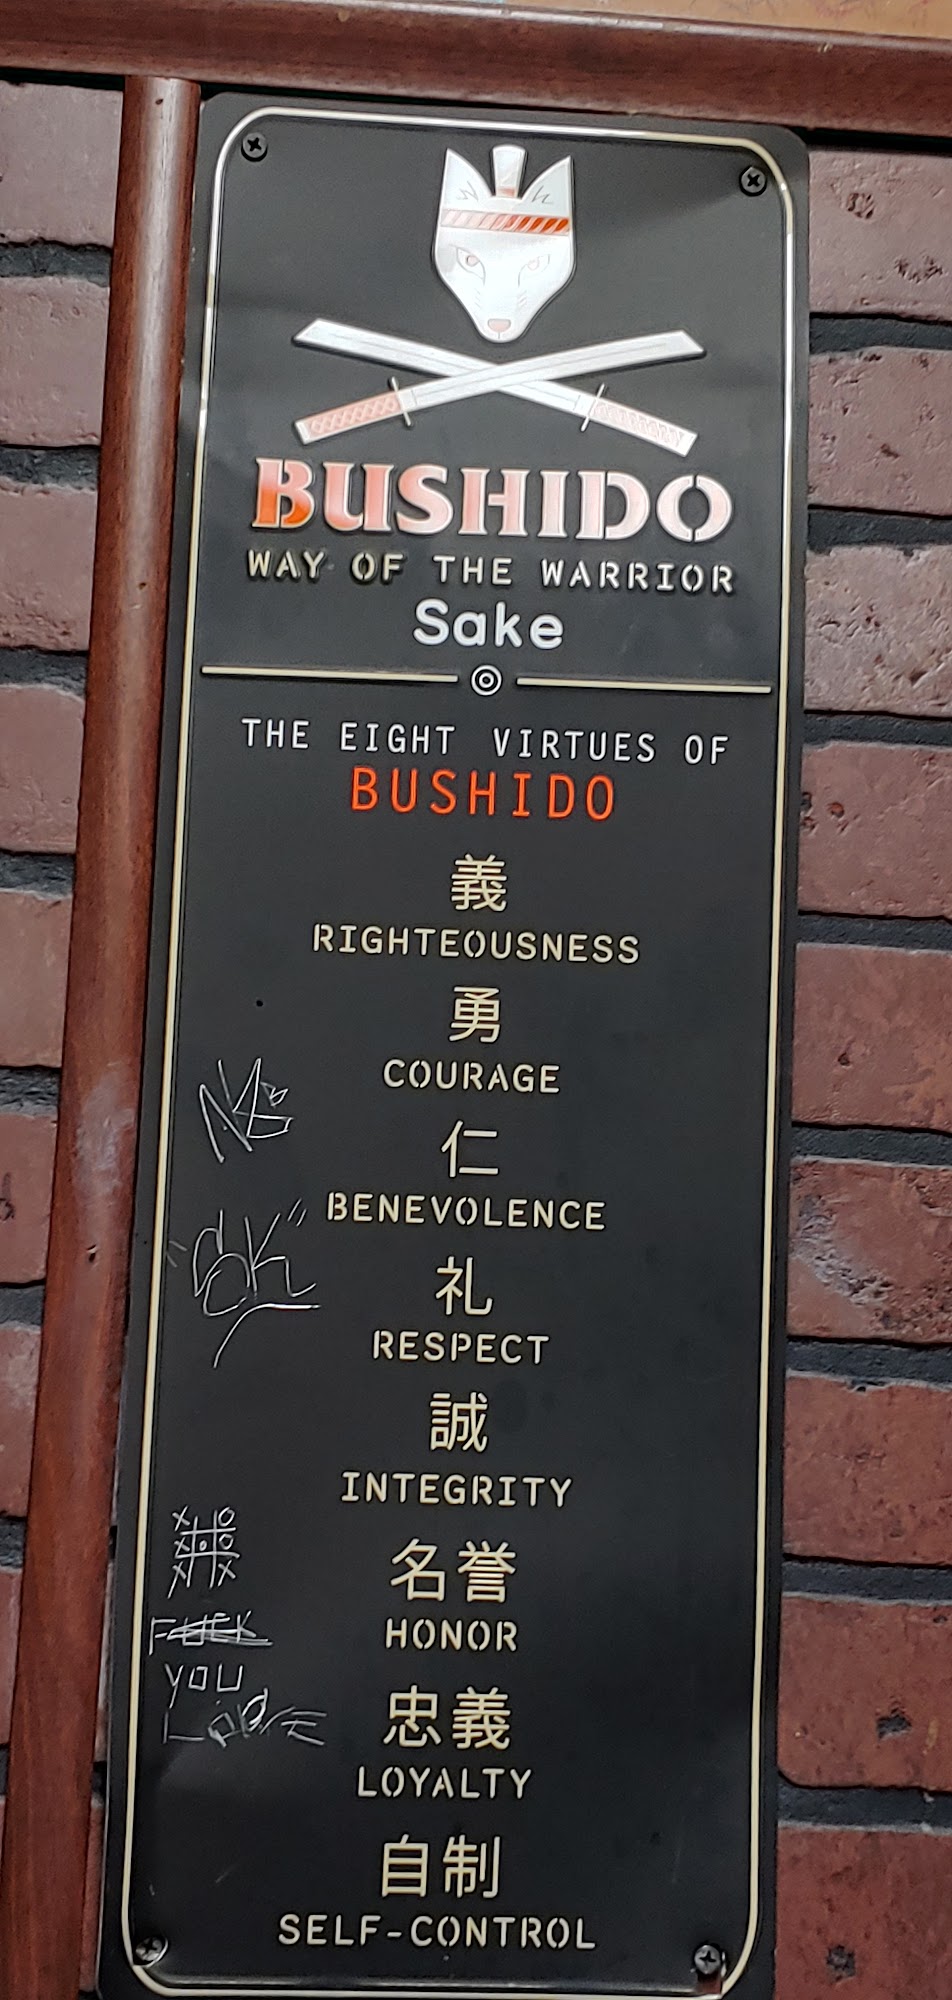 BUSHIDO
WAY OF THE WARRIOR
Sake
THE EIGHT VIRTUES OF
BUSHIDO
義
RIGHTEOUSNESS
勇
COURAGE
仁
BENEVOLENCE
礼
RESPECT
誠
INTEGRITY
名誉
HONOR
忠義
LOYALTY
自制
SELF-CONTROL
X O
X O O
X X
FUCK
YOU